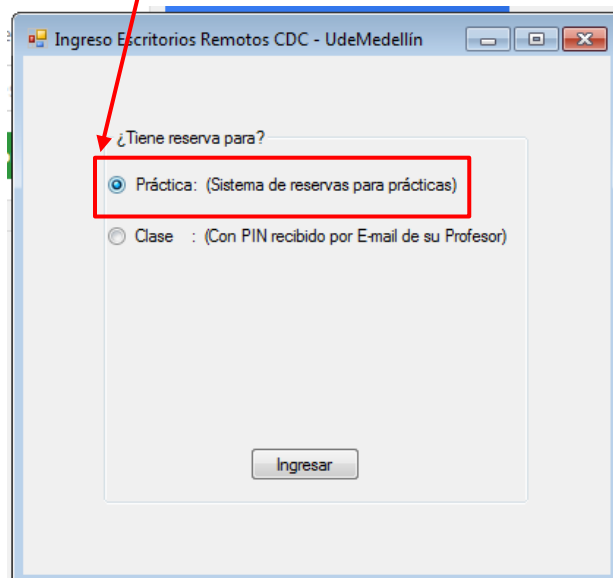 Ingreso Escritorios Remotos CDC - UdeMedellín
¿Tiene reserva para?
Práctica: (Sistema de reservas para prácticas)
Clase : (Con PIN recibido por E-mail de su Profesor)
Ingresar